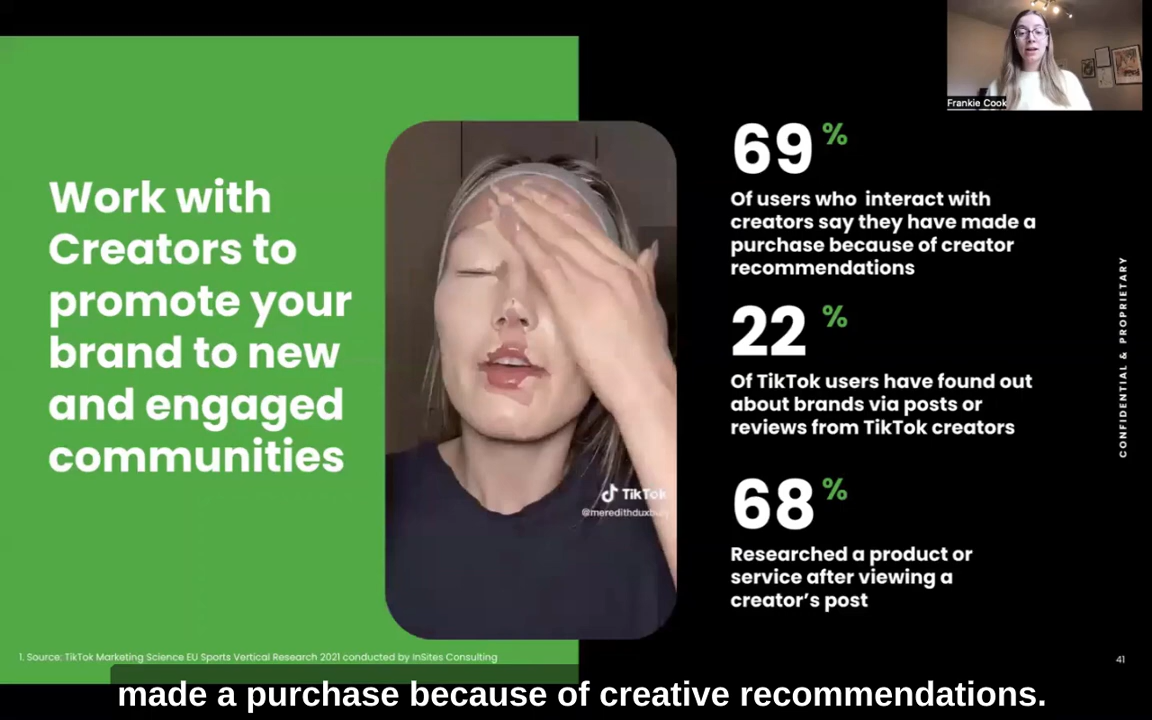 Frankie Cook
Work with
Creators to
promote your
brand to new
and engaged
communities
TikTok
69%
Of users who interact with
creators say they have made a
purchase because of creator
recommendations
22%
Of TikTok users have found out
about brands via posts or
reviews from TikTok creators
68%
Researched a product or
service after viewing a
creator's post
CONFIDENTIAL & PROPRIETARY
1. Source: TikTok Marketing Science EU Sports Vertical Research 2021 conducted by InSites Consulting
41
made a purchase because of creative recommendations.